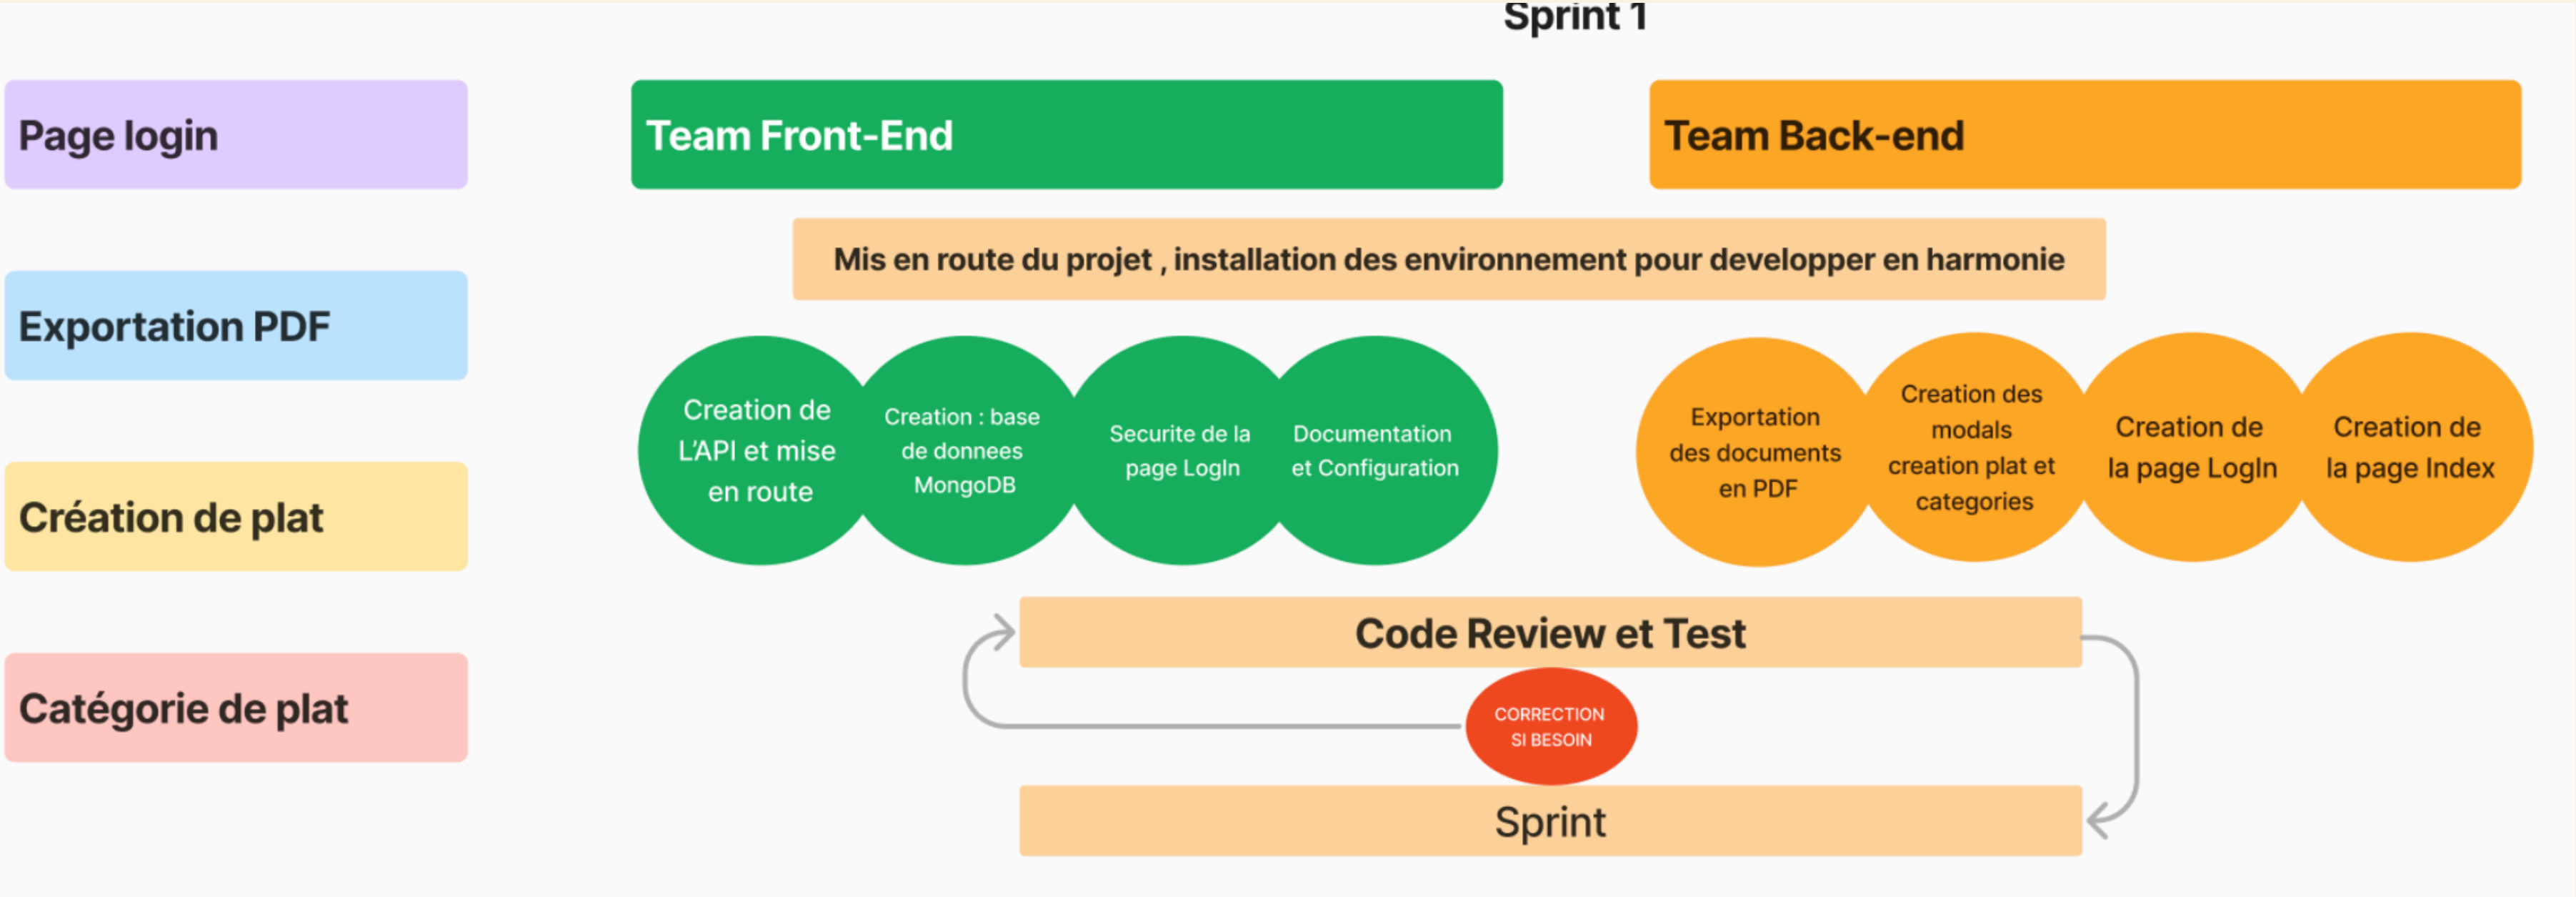 Sprint 1
Page login
Team Front-End
Team Back-end
Mis en route du projet , installation des environnement pour developper en harmonie
Exportation PDF
Création de plat
Catégorie de plat
Creation de
L'API et mise
en route
Creation : base
de donnees
MongoDB
Securite de la
page LogIn
Documentation
et Configuration
Exportation
des documents
en PDF
Creation des
modals
creation plat et
categories
Creation de
la page LogIn
Creation de
la page Index
Code Review et Test
CORRECTION
SI BESOIN
Sprint